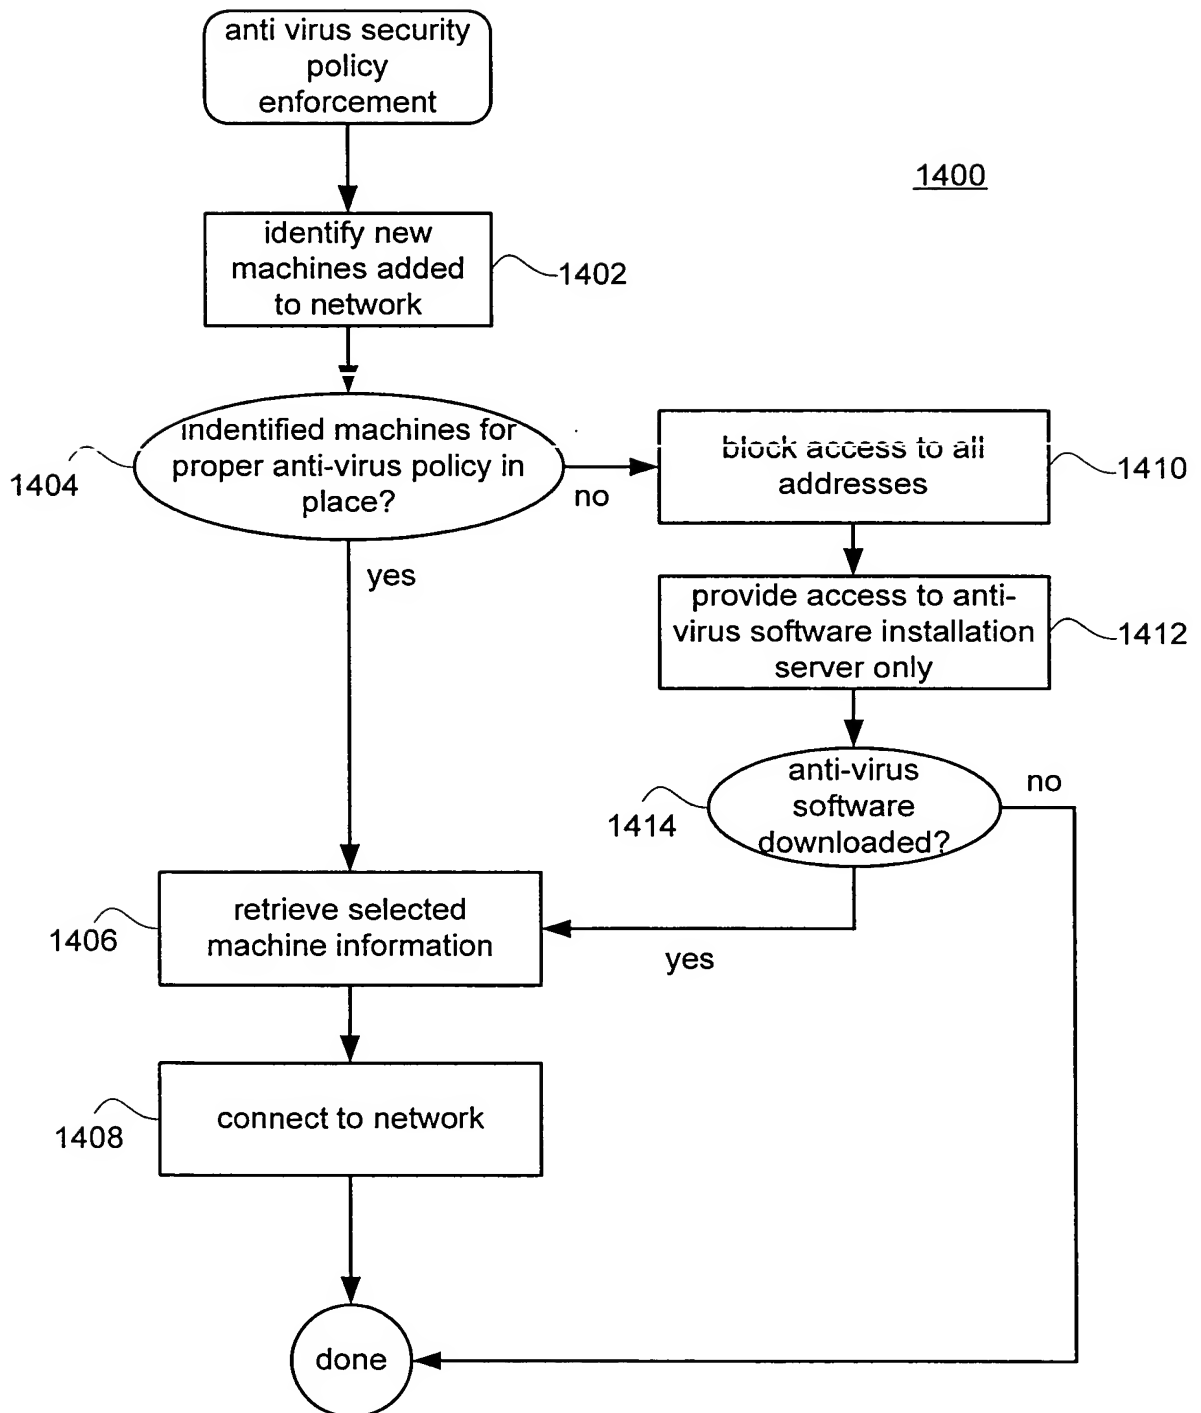 anti virus security
policy
enforcement
1400
identify new
machines added
to network
1402
indentified machines for
proper anti-virus policy in
place?
1404
no
yes
block access to all
addresses
1410
provide access to anti-
virus software installation
server only
1412
anti-virus
software
downloaded?
1414
no
yes
retrieve selected
machine information
1406
connect to network
1408
done